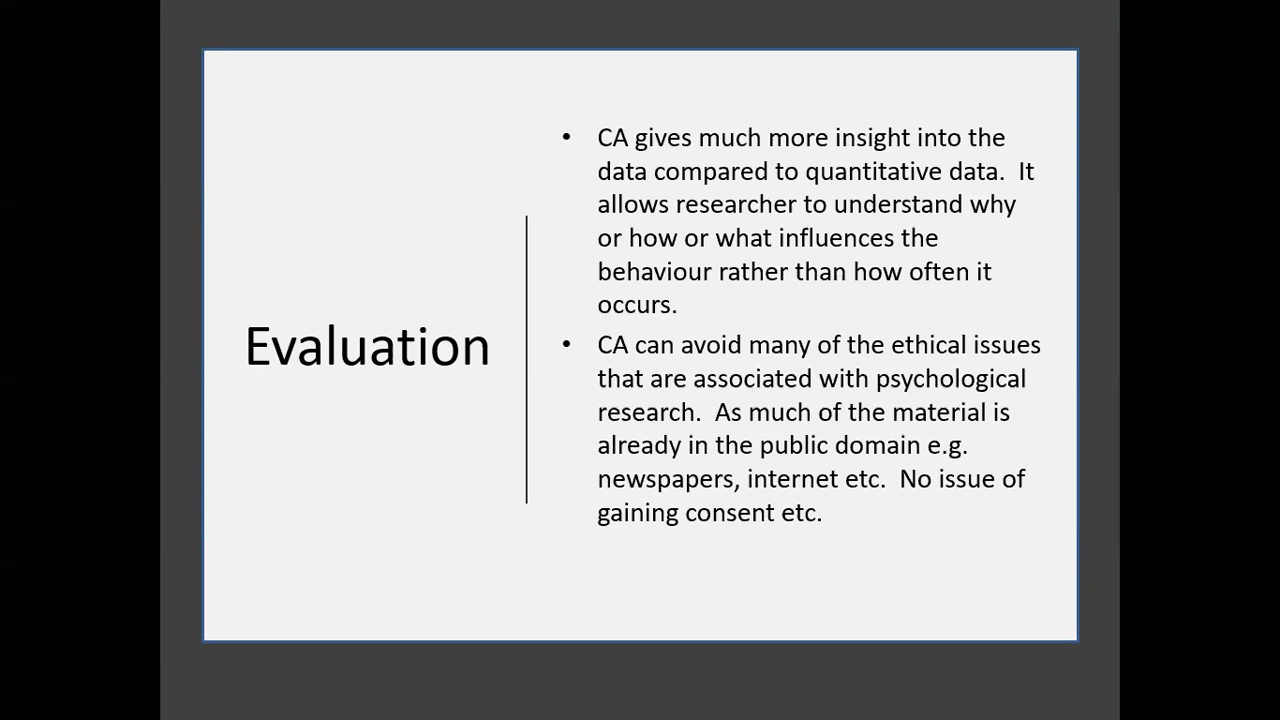 Evaluation
• CA gives much more insight into the
data compared to quantitative data.  It
allows researcher to understand why
or how or what influences the
behaviour rather than how often it
occurs.
• CA can avoid many of the ethical issues
that are associated with psychological
research.  As much of the material is
already in the public domain e.g.
newspapers, internet etc.  No issue of
gaining consent etc.